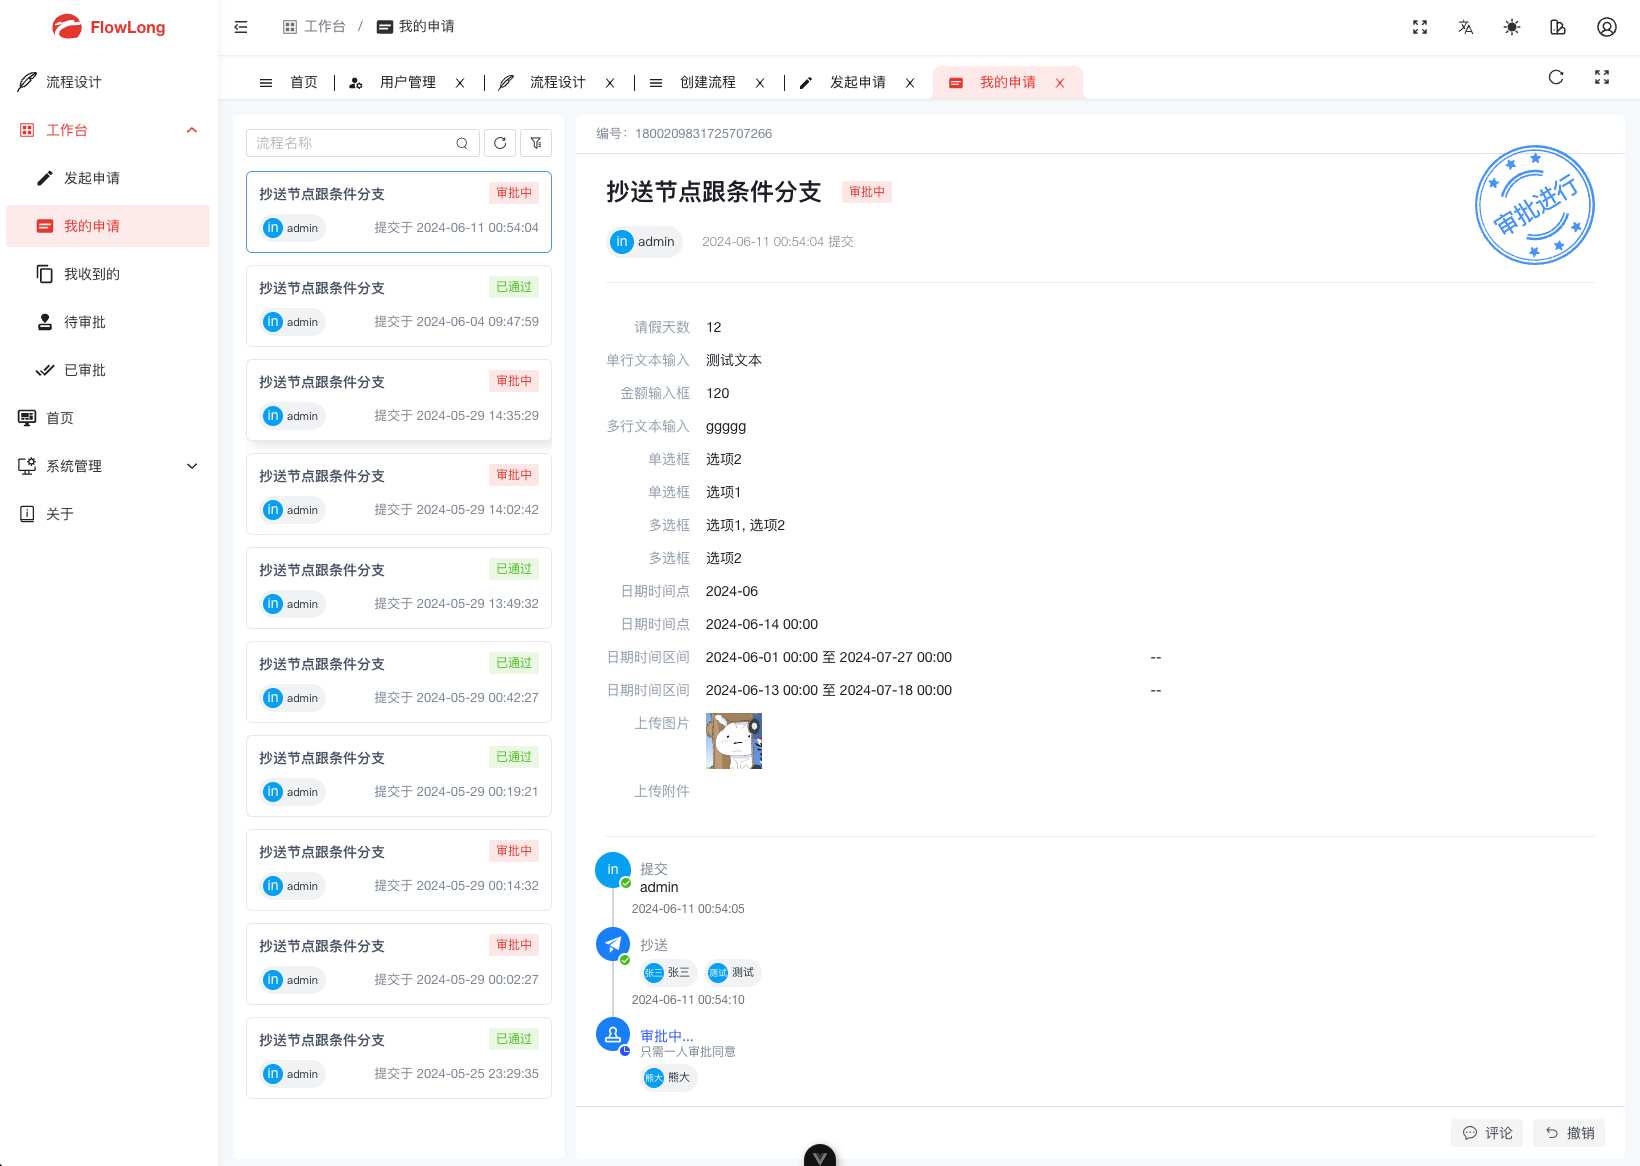 FlowLong
流程设计
工作台
发起申请
我的申请
我收到的
待审批
已审批
首页
系统管理
关于
工作台 / 我的申请
首页 用户管理 流程设计 创建流程 发起申请 我的申请
流程名称
抄送节点跟条件分支 审批中
in admin 提交于 2024-06-11 00:54:04
抄送节点跟条件分支 已通过
in admin 提交于 2024-06-04 09:47:59
抄送节点跟条件分支 审批中
in admin 提交于 2024-05-29 14:35:29
抄送节点跟条件分支 审批中
in admin 提交于 2024-05-29 14:02:42
抄送节点跟条件分支 已通过
in admin 提交于 2024-05-29 13:49:32
抄送节点跟条件分支 已通过
in admin 提交于 2024-05-29 00:42:27
抄送节点跟条件分支 已通过
in admin 提交于 2024-05-29 00:19:21
抄送节点跟条件分支 审批中
in admin 提交于 2024-05-29 00:14:32
抄送节点跟条件分支 审批中
in admin 提交于 2024-05-29 00:02:27
抄送节点跟条件分支 已通过
in admin 提交于 2024-05-25 23:29:35
编号：1800209831725707266
抄送节点跟条件分支 审批中
审批进行
in admin 2024-06-11 00:54:04 提交
请假天数 12
单行文本输入 测试文本
金额输入框 120
多行文本输入 ggggg
单选框 选项2
单选框 选项1
多选框 选项1, 选项2
多选框 选项2
日期时间点 2024-06
日期时间点 2024-06-14 00:00
日期时间区间 2024-06-01 00:00 至 2024-07-27 00:00 --
日期时间区间 2024-06-13 00:00 至 2024-07-18 00:00 --
上传图片
上传附件
in 提交
admin
2024-06-11 00:54:05
抄送
张三 张三 测试 测试
2024-06-11 00:54:10
审批中...
只需一人审批同意
熊大 熊大
评论 撤销